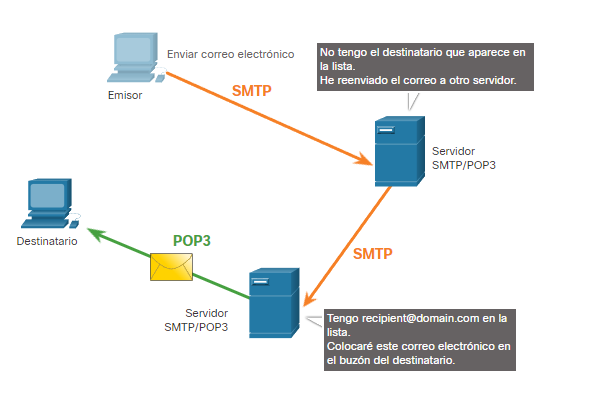 Enviar correo electrónico
Emisor
SMTP
No tengo el destinatario que aparece en
la lista.
He reenviado el correo a otro servidor.
Servidor
SMTP/POP3
Destinatario
POP3
SMTP
Servidor
SMTP/POP3
Tengo recipient@domain.com en la
lista.
Colocaré este correo electrónico en
el buzón del destinatario.